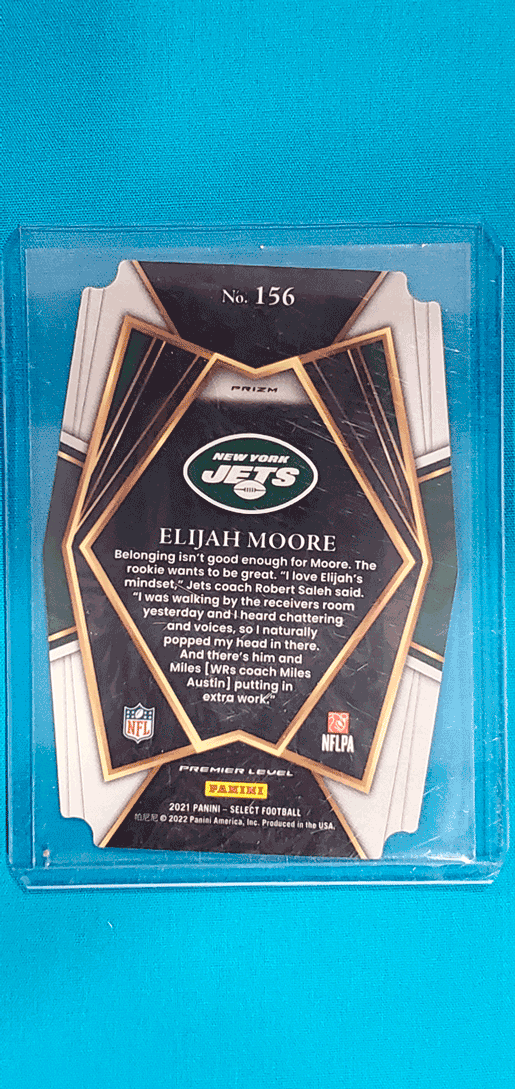 No. 156
PRIZM
NEW YORK
JETS
ELIJAH MOORE
Belonging isn't good enough for Moore. The
rookie wants to be great. "I love Elijah's
mindset," Jets coach Robert Saleh said.
"I was walking by the receivers room
yesterday and I heard chattering
and voices, so I naturally
popped my head in there.
And there's him and
Miles [WRs coach Miles
Austin] putting in
extra work."
NFL
NFLPA
PREMIER LEVEL
PANINI
2021 PANINI – SELECT FOOTBALL
帕尼尼 © 2022 Panini America, Inc. Produced in the USA.